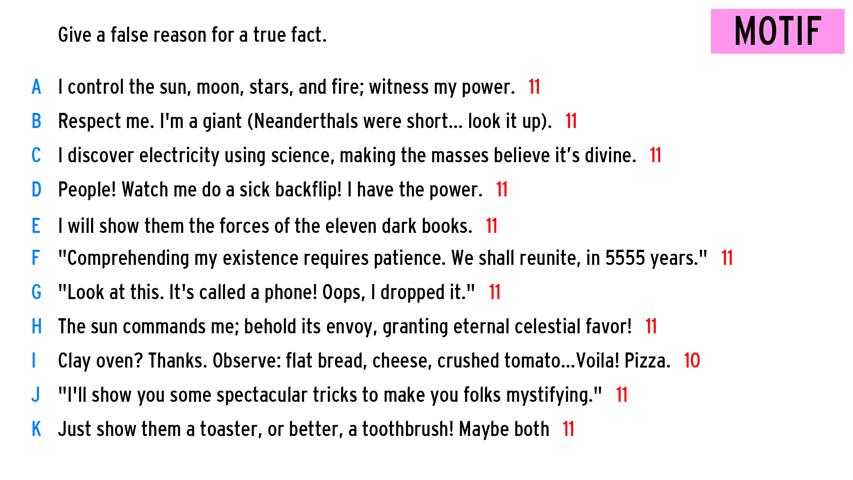 Give a false reason for a true fact.
MOTIF
A I control the sun, moon, stars, and fire; witness my power. 11
B Respect me. I'm a giant (Neanderthals were short... look it up). 11
C I discover electricity using science, making the masses believe it’s divine. 11
D People! Watch me do a sick backflip! I have the power. 11
E I will show them the forces of the eleven dark books. 11
F "Comprehending my existence requires patience. We shall reunite, in 5555 years." 11
G "Look at this. It's called a phone! Oops, I dropped it." 11
H The sun commands me; behold its envoy, granting eternal celestial favor! 11
I Clay oven? Thanks. Observe: flat bread, cheese, crushed tomato...Voila! Pizza. 10
J "I'll show you some spectacular tricks to make you folks mystifying." 11
K Just show them a toaster, or better, a toothbrush! Maybe both 11